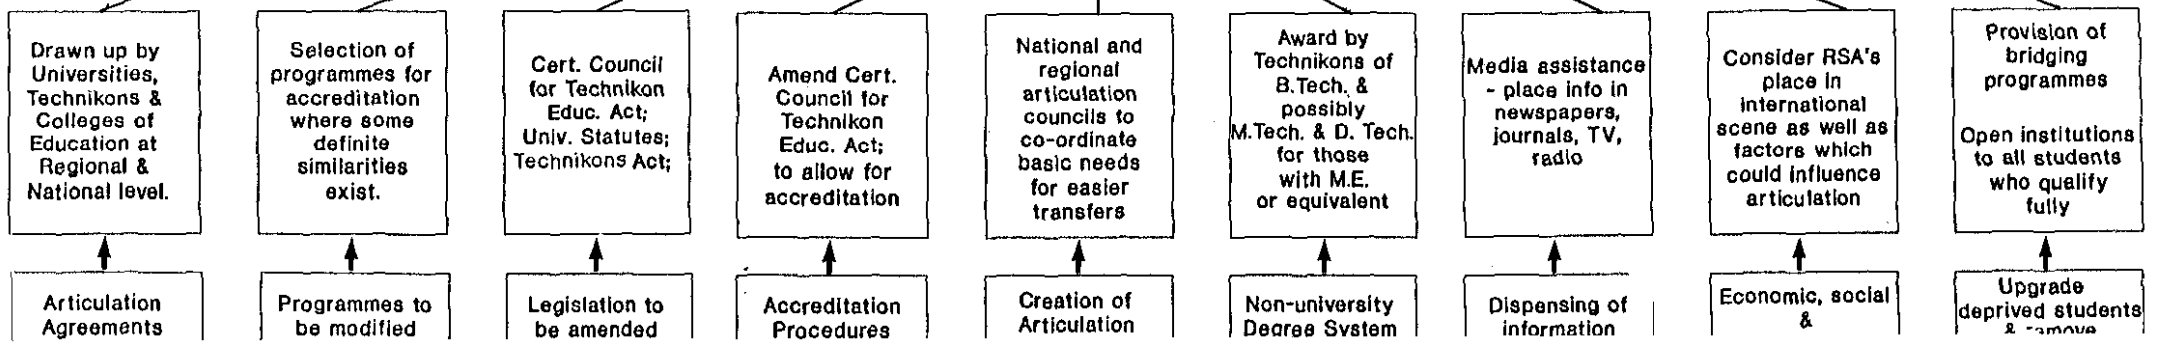 Drawn up by
Universities,
Technikons &
Colleges of
Education at
Regional &
National level.
Selection of
programmes for
accreditation
where some
definite
similarities
exist.
Cert. Council
for Technikon
Educ. Act;
Univ. Statutes;
Technikons Act;
Amend Cert.
Council for
Technikon
Educ. Act;
to allow for
accreditation
National and
regional
articulation
councils to
co-ordinate
basic needs
for easier
transfers
Award by
Technikons of
B.Tech. &
possibly
M.Tech. & D. Tech.
for those
with M.E.
or equivalent
Media assistance
- place info in
newspapers,
journals, TV,
radio
Consider RSA's
place in
international
scene as well as
factors which
could influence
articulation
Provision of
bridging
programmes
Open institutions
to all students
who qualify
fully
Articulation
Agreements
Programmes to
be modified
Legislation to
be amended
Accreditation
Procedures
Creation of
Articulation
Non-university
Degree System
Dispensing of
information
Economic, social
&
Upgrade
deprived students
& remove